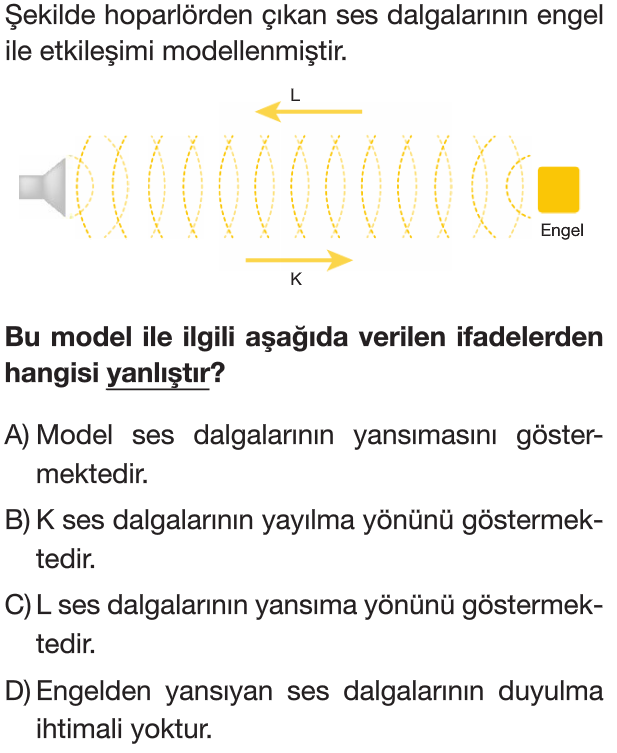 Şekilde hoparlörden çıkan ses dalgalarının engel
ile etkileşimi modellenmiştir.
L
Engel
K
Bu model ile ilgili aşağıda verilen ifadelerden
hangisi yanlıştır?
A) Model ses dalgalarının yansımasını göster-
mektedir.
B) K ses dalgalarının yayılma yönünü göstermek-
tedir.
C) L ses dalgalarının yansıma yönünü göstermek-
tedir.
D) Engelden yansıyan ses dalgalarının duyulma
ihtimali yoktur.